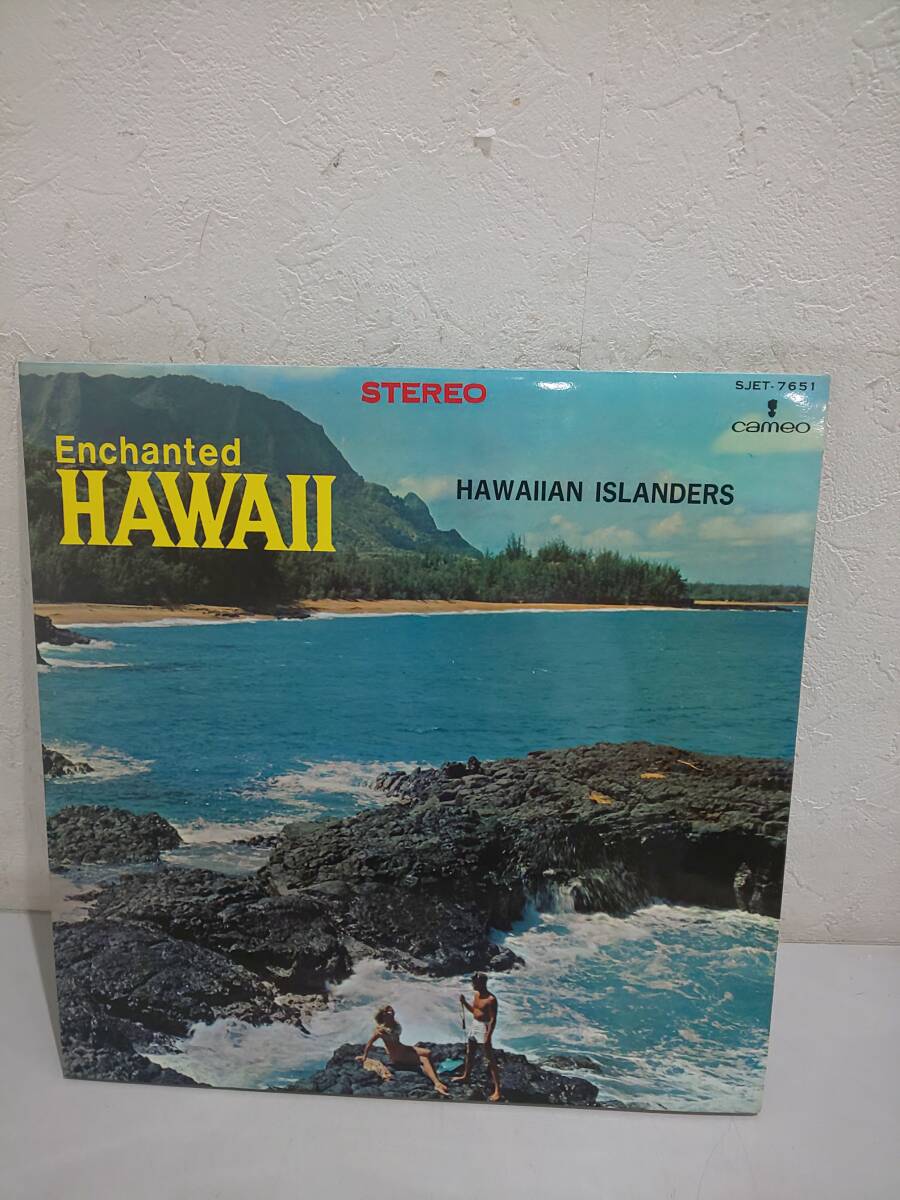 STEREO
SJET-7651
cameo
Enchanted
HAWAII
HAWAIIAN ISLANDERS